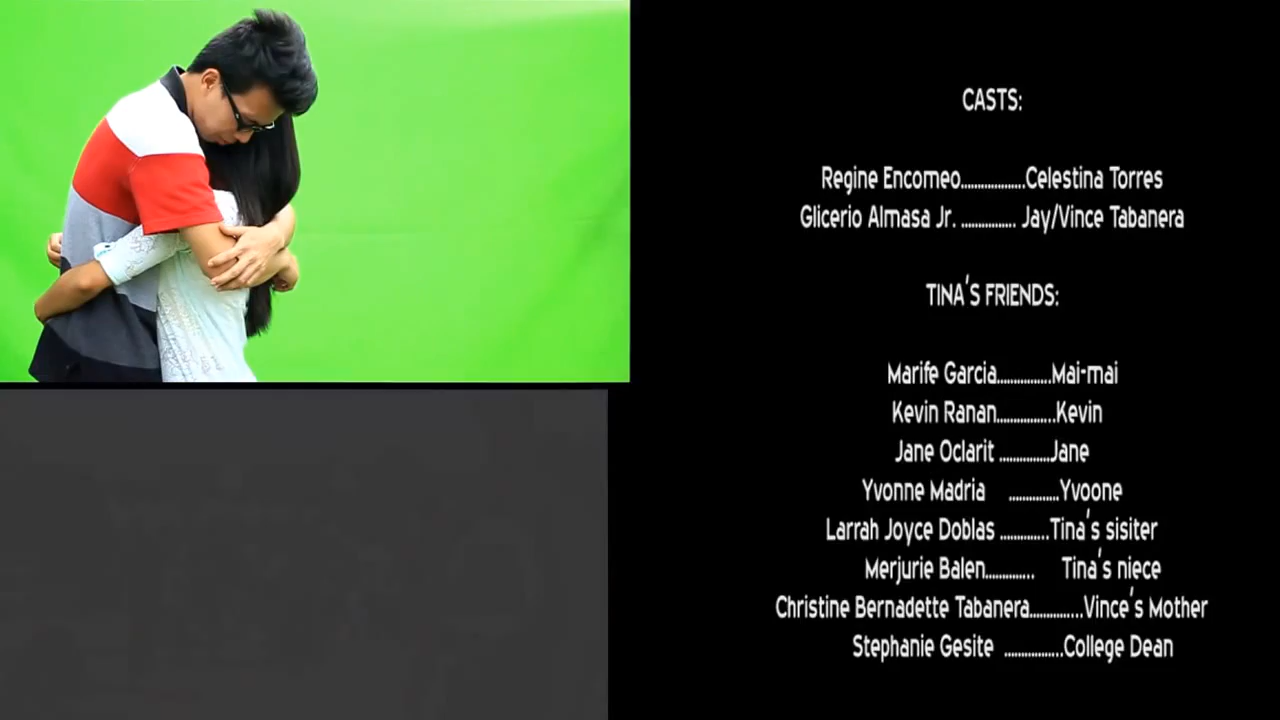 CASTS:
Regine Encomeo..................Celestina Torres
Glicerio Almasa Jr. ............... Jay/Vince Tabanera
TINA'S FRIENDS:
Marife Garcia...............Mai-mai
Kevin Ranan................Kevin
Jane Oclarit ..............Jane
Yvonne Madria ..............Yvoone
Larrah Joyce Doblas ..............Tina's sisiter
Merjurie Balen............. Tina's niece
Christine Bernadette Tabanera...............Vince's Mother
Stephanie Gesite ................College Dean